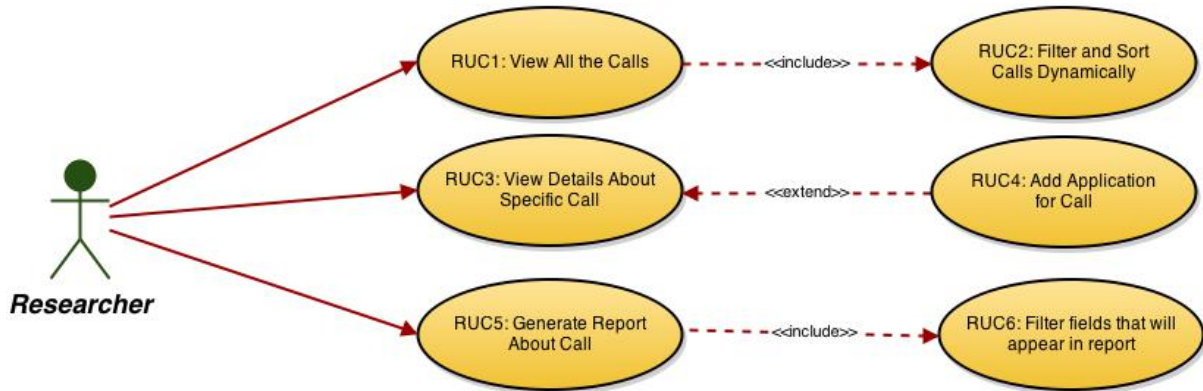 RUC1: View All the Calls
<<include>>
RUC2: Filter and Sort
Calls Dynamically
RUC3: View Details About
Specific Call
<<extend>>
RUC4: Add Application
for Call
Researcher
RUC5: Generate Report
About Call
<<include>>
RUC6: Filter fields that will
appear in report